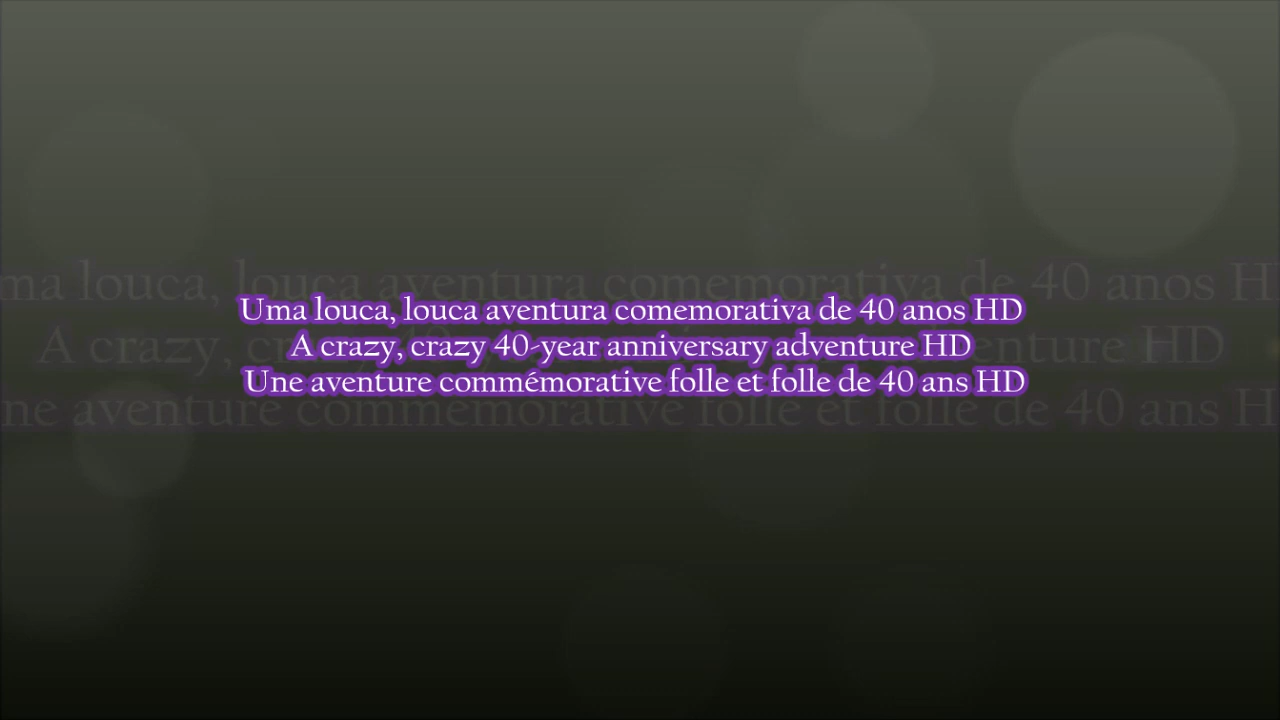 Uma louca, louca aventura comemorativa de 40 anos HD
A crazy, crazy 40-year anniversary adventure HD
Une aventure commémorative folle et folle de 40 ans HD